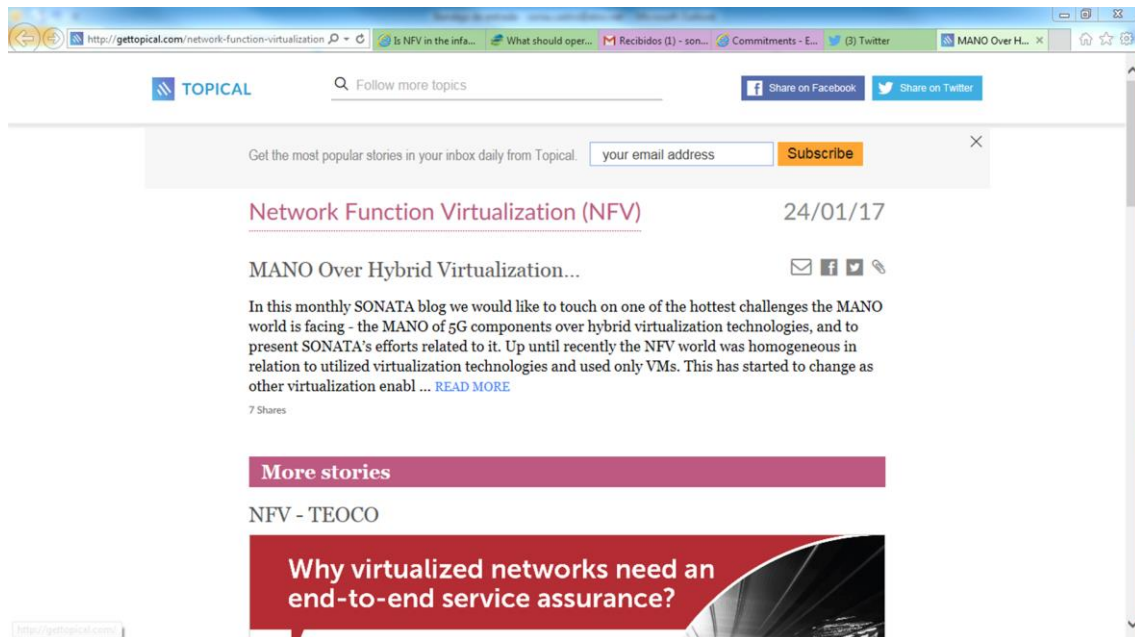 http://gettopical.com/network-function-virtualization
Is NFV in the infa...
What should oper...
Recibidos (1) - son...
Commitments - E...
(3) Twitter
MANO Over H...
TOPICAL
Follow more topics
Share on Facebook
Share on Twitter
Get the most popular stories in your inbox daily from Topical.
your email address
Subscribe
Network Function Virtualization (NFV)
24/01/17
MANO Over Hybrid Virtualization...
In this monthly SONATA blog we would like to touch on one of the hottest challenges the MANO
world is facing - the MANO of 5G components over hybrid virtualization technologies, and to
present SONATA's efforts related to it. Up until recently the NFV world was homogeneous in
relation to utilized virtualization technologies and used only VMs. This has started to change as
other virtualization enabl ... READ MORE
7 Shares
More stories
NFV - TEOCO
Why virtualized networks need an
end-to-end service assurance?
http://gettopical.com/